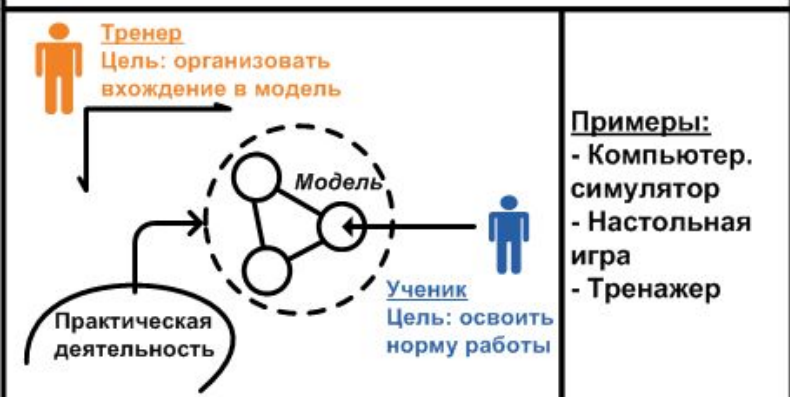 Тренер
Цель: организовать
вхождение в модель
Модель
Практическая
деятельность
Ученик
Цель: освоить
норму работы
Примеры:
- Компьютер.
симулятор
- Настольная
игра
- Тренажер